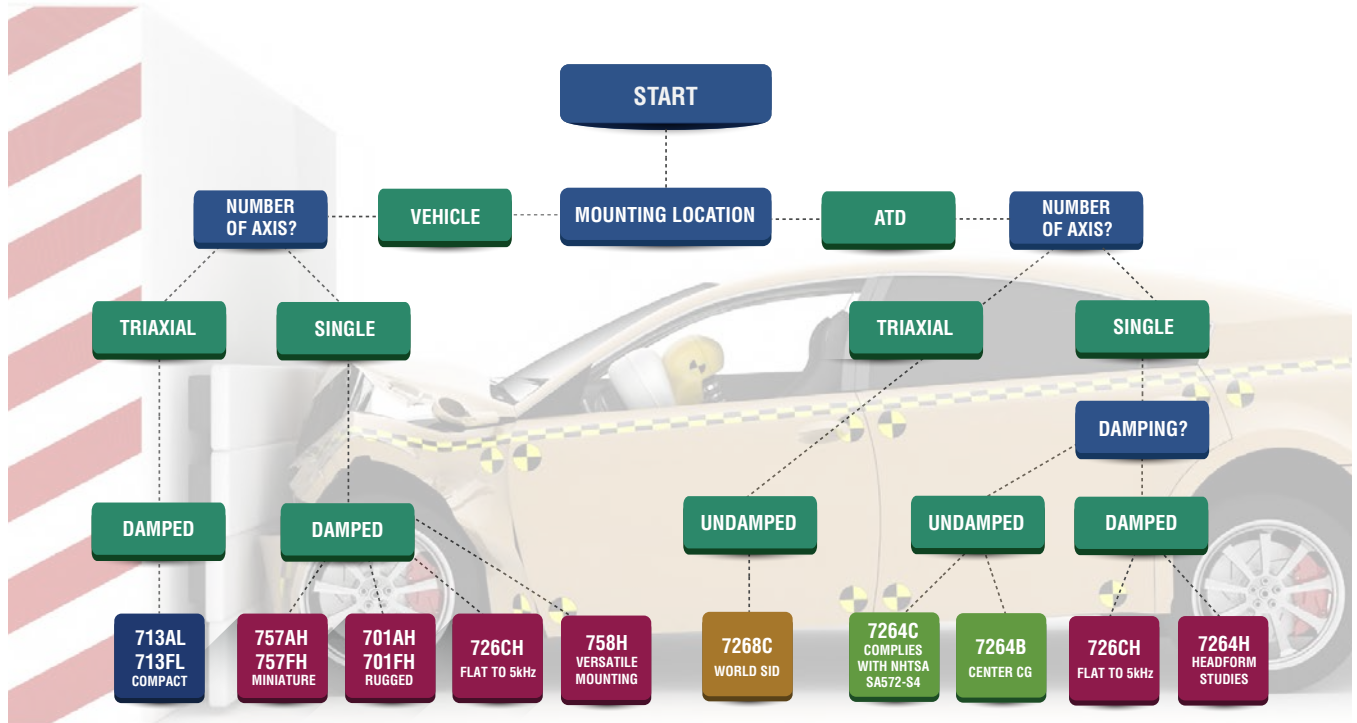 START
NUMBER
OF AXIS?
VEHICLE
MOUNTING LOCATION
ATD
NUMBER
OF AXIS?
TRIAXIAL
SINGLE
TRIAXIAL
SINGLE
DAMPING?
DAMPED
DAMPED
UNDAMPED
UNDAMPED
DAMPED
713AL
713FL
COMPACT
757AH
757FH
MINIATURE
701AH
701FH
RUGGED
726CH
FLAT TO 5kHz
758H
VERSATILE
MOUNTING
7268C
WORLD SID
7264C
COMPLIES
WITH NHTSA
SA572-S4
7264B
CENTER CG
726CH
FLAT TO 5kHz
7264H
HEADFORM
STUDIES